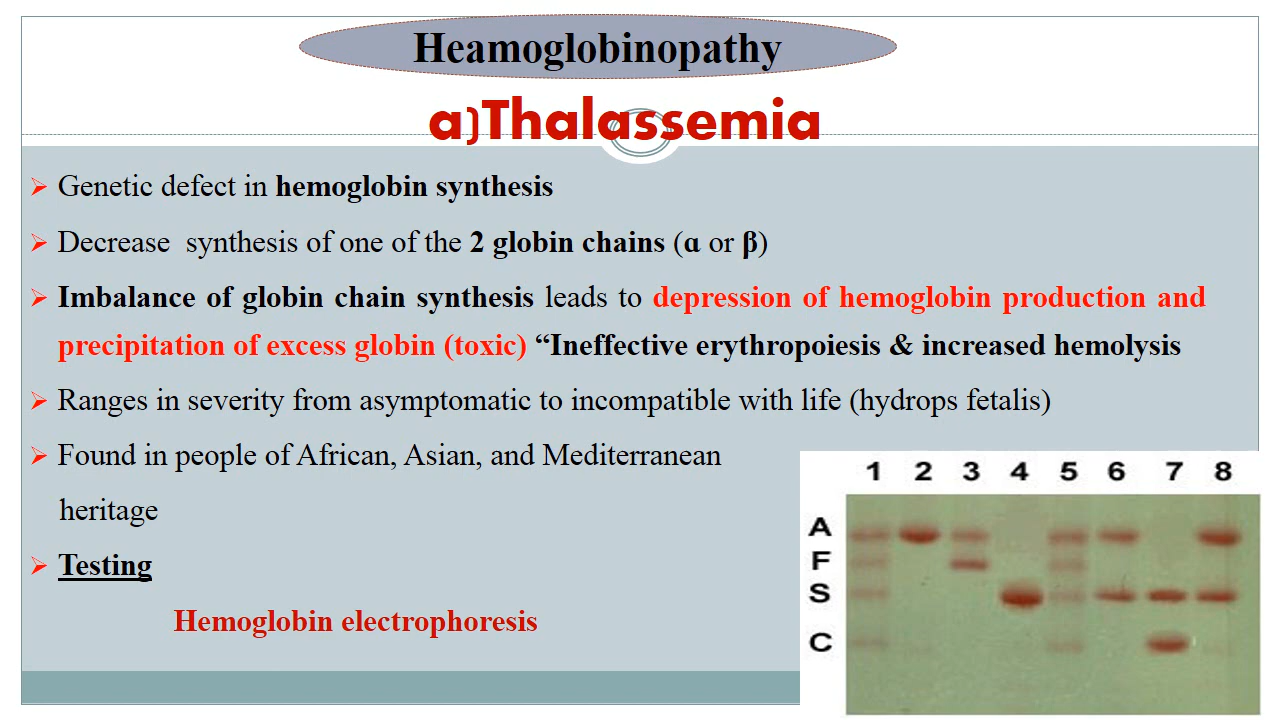 Heamoglobinopathy
a)Thalassemia
➢ Genetic defect in hemoglobin synthesis
➢ Decrease  synthesis of one of the 2 globin chains (α or β)
➢ Imbalance of globin chain synthesis leads to depression of hemoglobin production and
precipitation of excess globin (toxic) “Ineffective erythropoiesis & increased hemolysis
➢ Ranges in severity from asymptomatic to incompatible with life (hydrops fetalis)
➢ Found in people of African, Asian, and Mediterranean
heritage
➢ Testing
Hemoglobin electrophoresis
1 2 3 4 5 6 7 8
A
F
S
C